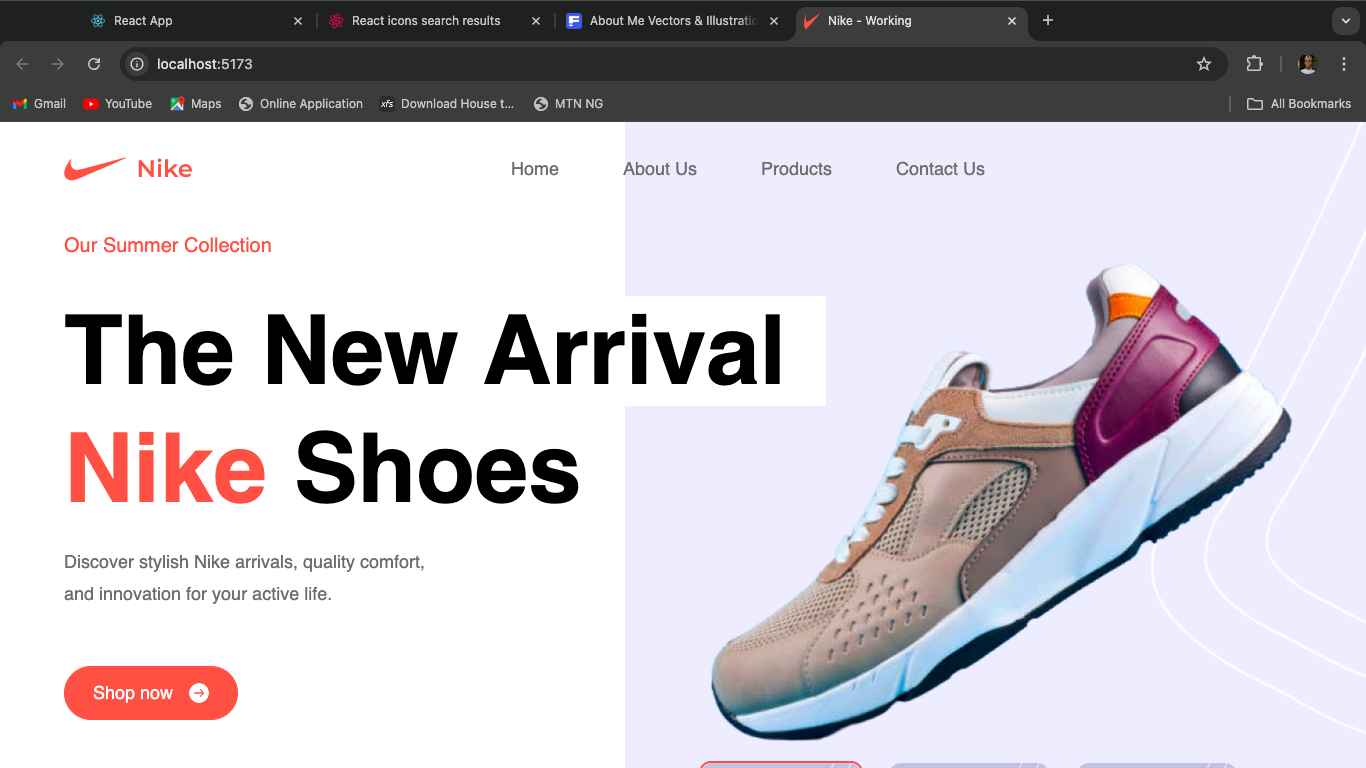 React App
React icons search results
About Me Vectors & Illustratio
Nike - Working
localhost:5173
Gmail
YouTube
Maps
Online Application
xfs
Download House t...
MTN NG
All Bookmarks
Nike
Home
About Us
Products
Contact Us
Our Summer Collection
The New Arrival
Nike Shoes
Discover stylish Nike arrivals, quality comfort,
and innovation for your active life.
Shop now